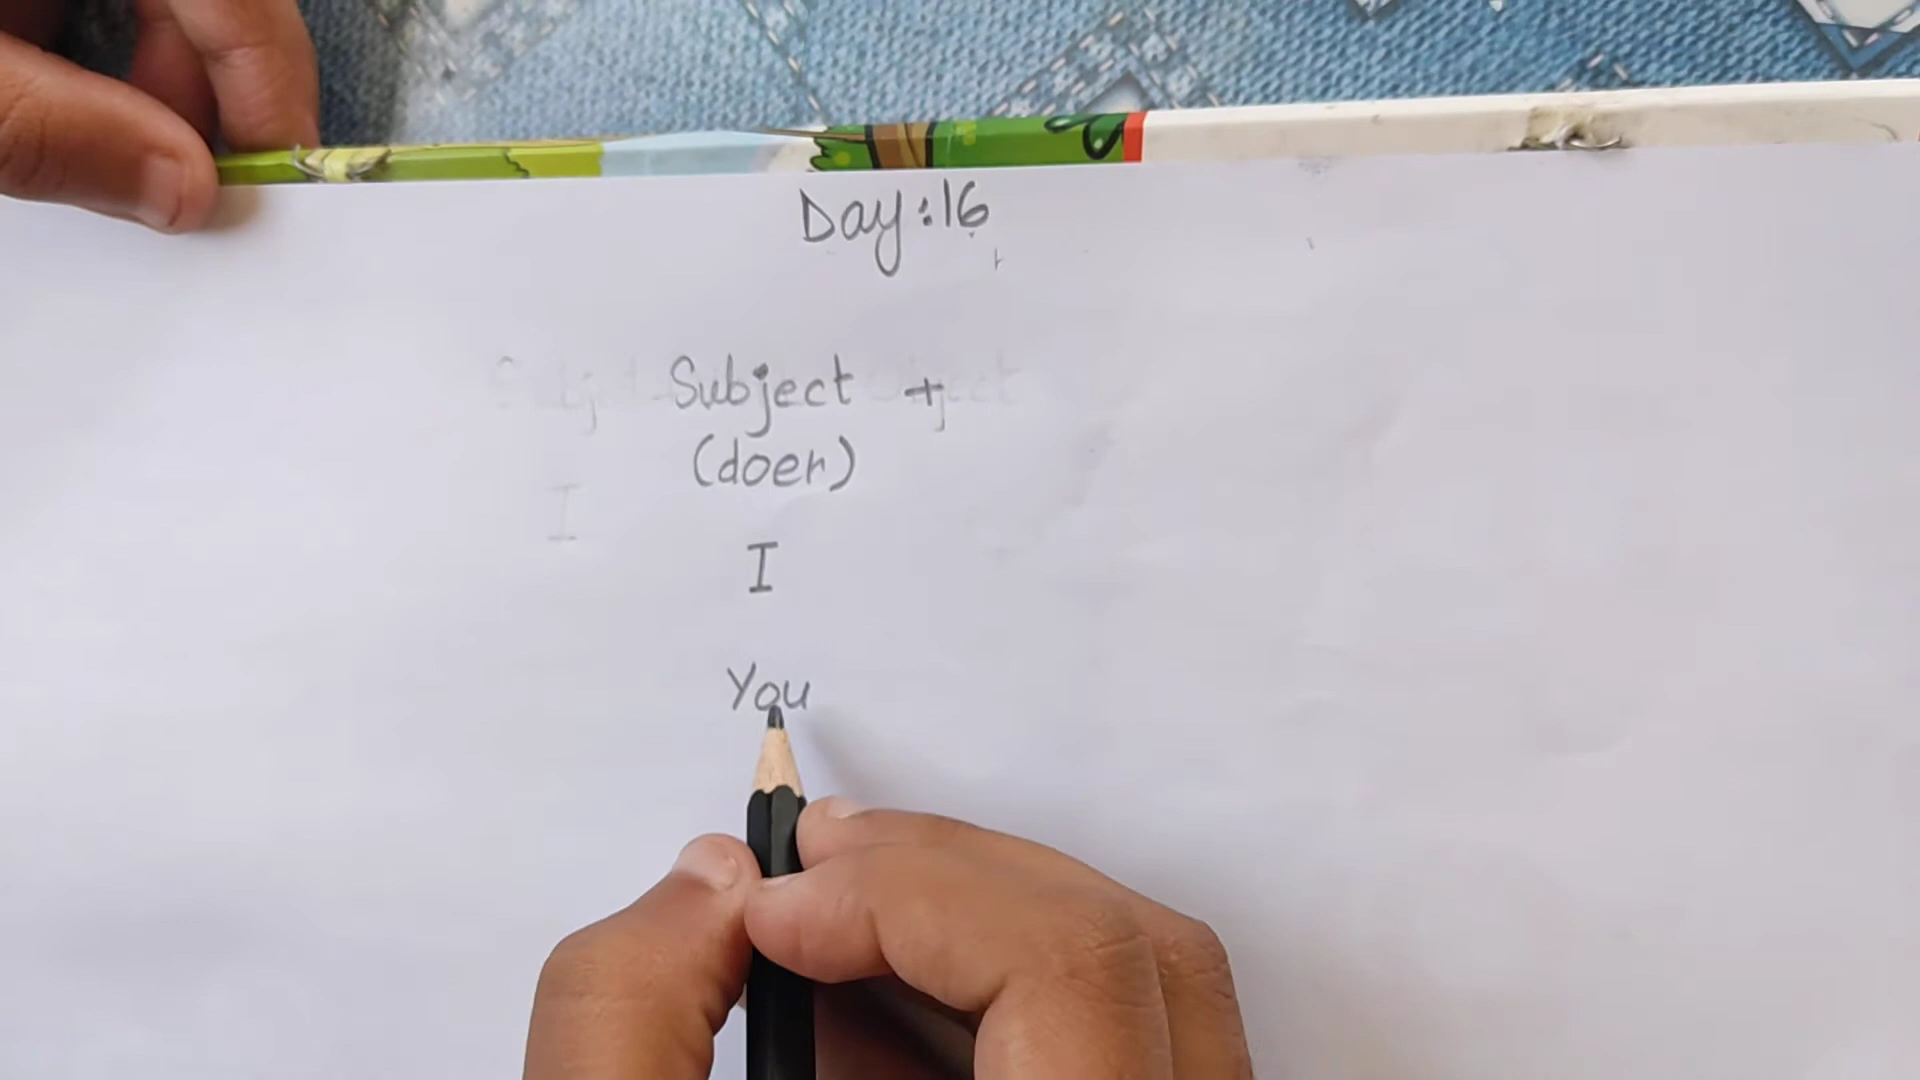 Day:16
Subject +
(doer)
I
I
You